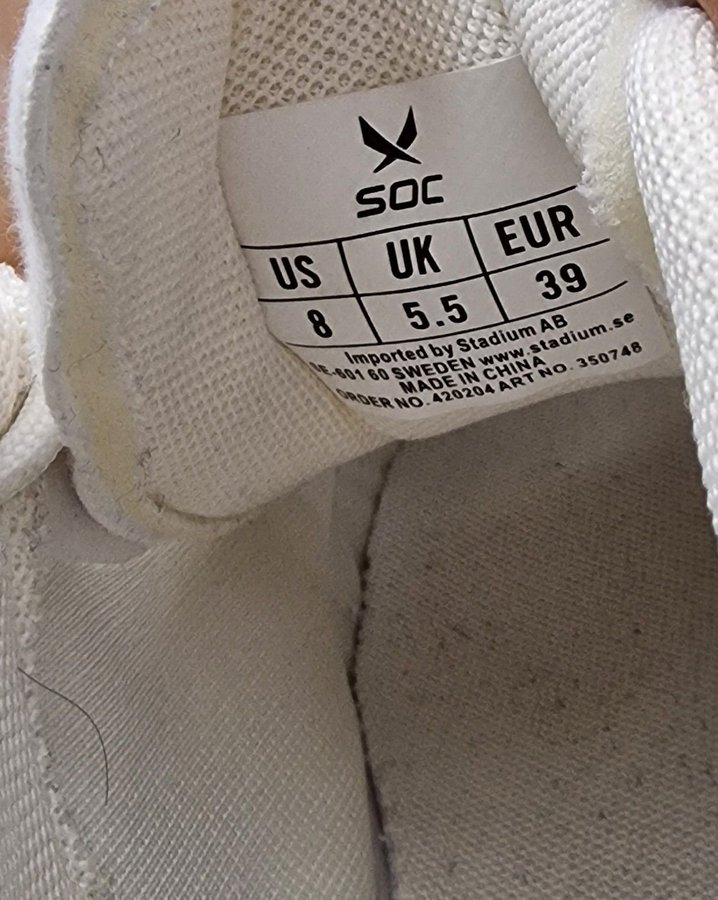 SOC
US UK EUR
8 5.5 39
Imported by Stadium AB
SE-601 60 SWEDEN www.stadium.se
MADE IN CHINA
ORDER NO. 420204 ART NO. 350748